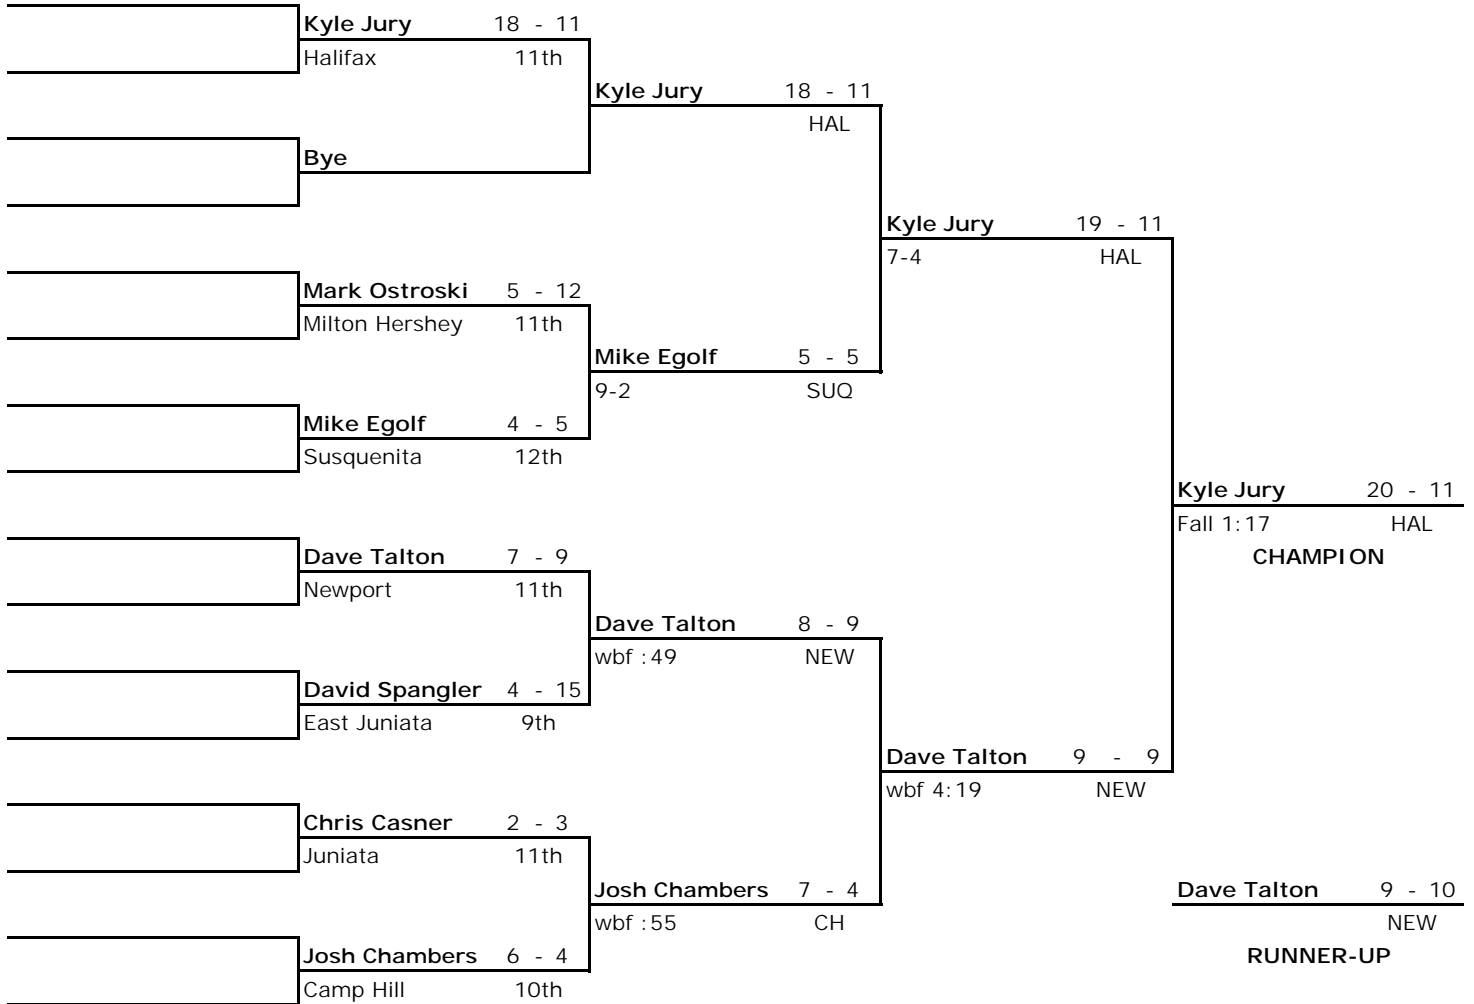 Kyle Jury 18 - 11
Halifax 11th
Kyle Jury 18 - 11
HAL
Bye
Kyle Jury 19 - 11
7-4 HAL
Mark Ostroski 5 - 12
Milton Hershey 11th
Mike Egolf 5 - 5
9-2 SUQ
Mike Egolf 4 - 5
Susquenita 12th
Kyle Jury 20 - 11
Fall 1:17 HAL
CHAMPION
Dave Talton 7 - 9
Newport 11th
Dave Talton 8 - 9
wbf :49 NEW
David Spangler 4 - 15
East Juniata 9th
Dave Talton 9 - 9
wbf 4:19 NEW
Chris Casner 2 - 3
Juniata 11th
Josh Chambers 7 - 4
wbf :55 CH
Dave Talton 9 - 10
NEW
RUNNER-UP
Josh Chambers 6 - 4
Camp Hill 10th